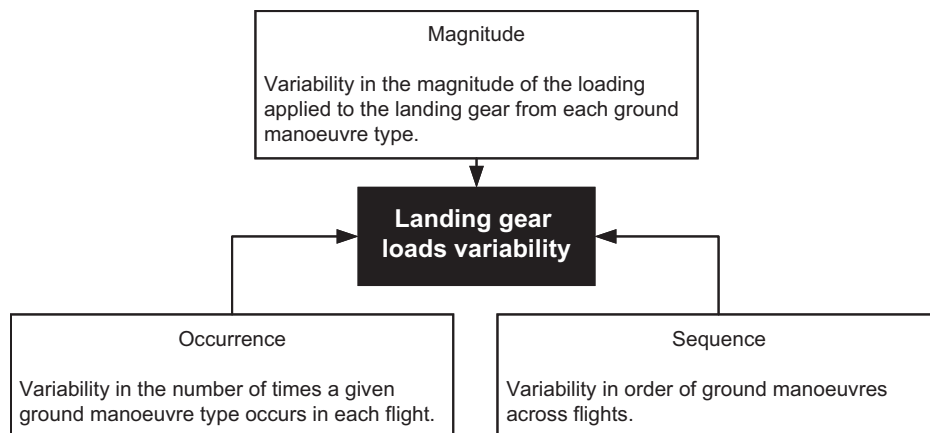 Magnitude
Variability in the magnitude of the loading
applied to the landing gear from each ground
manoeuvre type.
Landing gear
loads variability
Occurrence
Variability in the number of times a given
ground manoeuvre type occurs in each flight.
Sequence
Variability in order of ground manoeuvres
across flights.